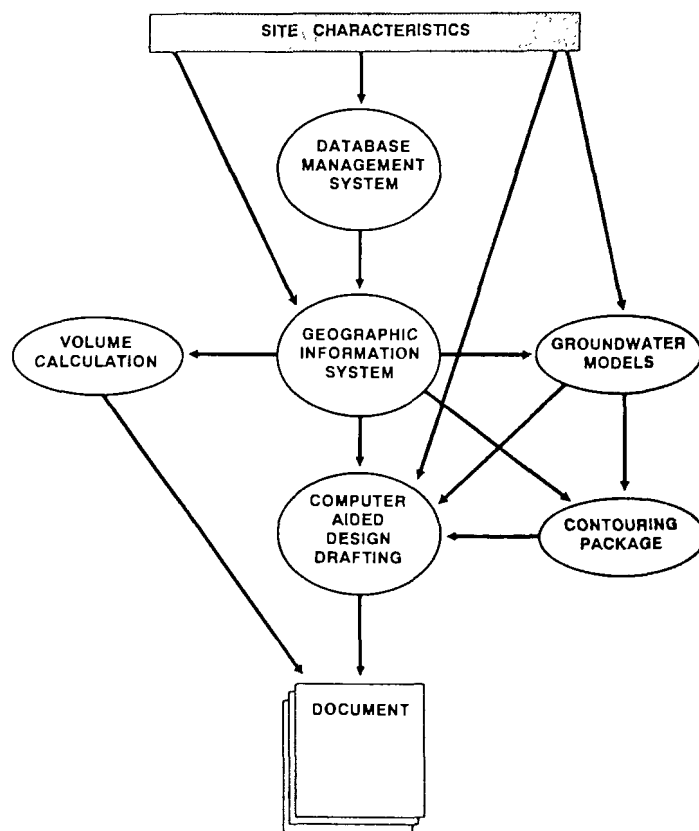 SITE CHARACTERISTICS
DATABASE
MANAGEMENT
SYSTEM
VOLUME
CALCULATION
GEOGRAPHIC
INFORMATION
SYSTEM
GROUNDWATER
MODELS
COMPUTER
AIDED
DESIGN
DRAFTING
CONTOURING
PACKAGE
DOCUMENT